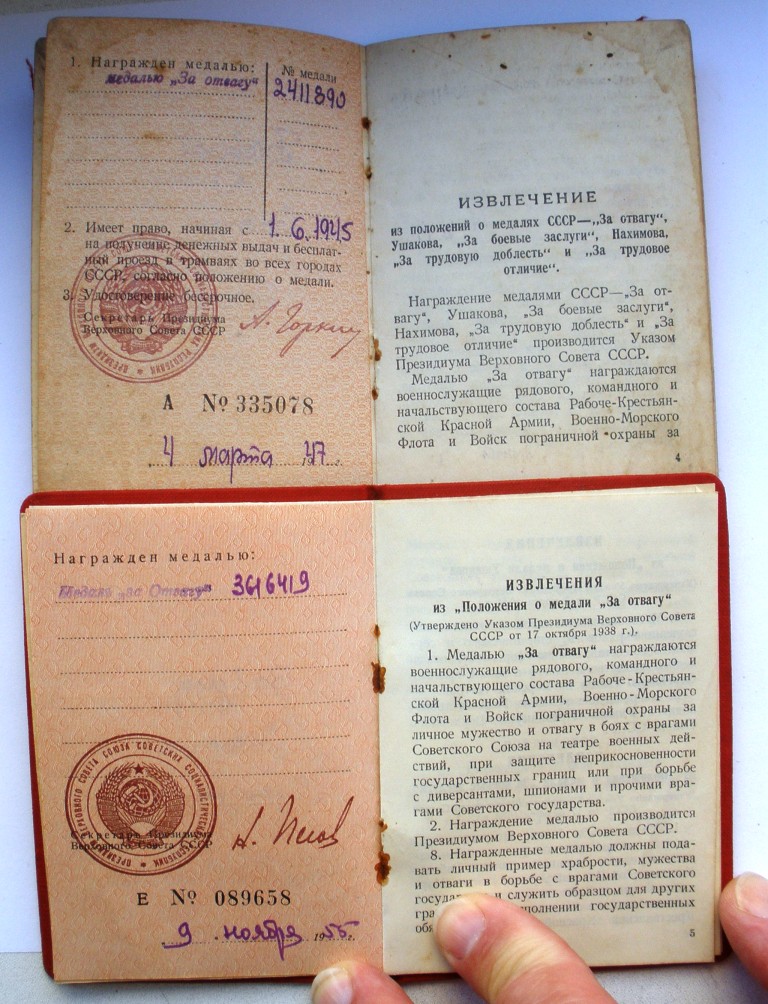 1. Награжден медалью:
№ медали
медалью „За отвагу“
2411890
2. Имеет право, начиная с 1. 6. 1945
на получение денежных выдач и бесплат-
ный проезд в трамваях во всех городах
СССР, согласно положению о медали.
3. Удостоверение бессрочное.
Секретарь Президиума
Верховного Совета СССР
А. Горкин
А № 335078
4 марта 1947 г.
ИЗВЛЕЧЕНИЕ
из положений о медалях СССР—„За отвагу“,
Ушакова, „За боевые заслуги“, Нахимова,
„За трудовую доблесть“ и „За трудовое
отличие“.
Награждение медалями СССР—„За от-
вагу“, Ушакова, „За боевые заслуги“,
Нахимова, „За трудовую доблесть“ и „За
трудовое отличие“ производится Указом
Президиума Верховного Совета СССР.
Медалью „За отвагу“ награждаются
военнослужащие рядового, командного и
начальствующего состава Рабоче-Крестьян-
ской Красной Армии, Военно-Морского
Флота и Войск пограничной охраны за
4
Награжден медалью:
Медаль „за Отвагу“ 3616419
Секретарь Президиума
Верховного Совета СССР
Е № 089658
9 ноября 1955 г.
ИЗВЛЕЧЕНИЯ
из „Положения о медали „За отвагу“
(Утверждено Указом Президиума Верховного Совета
СССР от 17 октября 1938 г.).
1. Медалью „За отвагу“ награждаются
военнослужащие рядового, командного и
начальствующего состава Рабоче-Крестьян-
ской Красной Армии, Военно-Морского
Флота и Войск пограничной охраны за
личное мужество и отвагу в боях с врагами
Советского Союза на театре военных дей-
ствий, при защите неприкосновенности
государственных границ или при борьбе
с диверсантами, шпионами и прочими вра-
гами Советского государства.
2. Награждение медалью производится
Президиумом Верховного Совета СССР.
8. Награжденные медалью должны пода-
вать личный пример храбрости, мужества
и отваги в борьбе с врагами Советского
и служить образцом для других
государственных
5